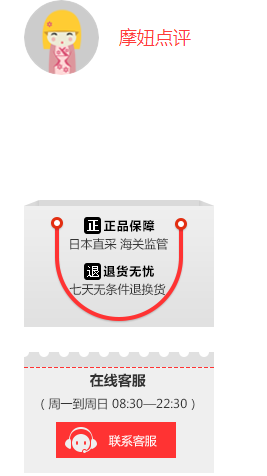 摩妞点评
正 正品保障
日本直采 海关监管
退 退货无忧
七天无条件退换货
在线客服
( 周一到周日 08:30—22:30 )
联系客服